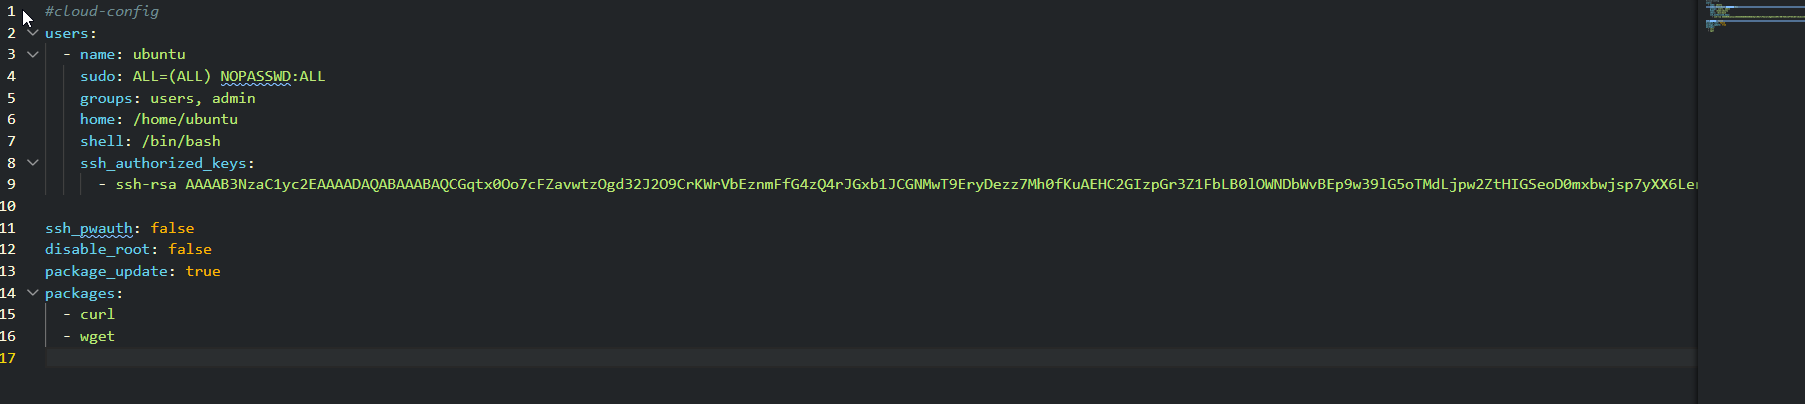 1 #cloud-config
2 users:
3 - name: ubuntu
4 sudo: ALL=(ALL) NOPASSWD:ALL
5 groups: users, admin
6 home: /home/ubuntu
7 shell: /bin/bash
8 ssh_authorized_keys:
9 - ssh-rsa AAAAB3NzaC1yc2EAAAADAQABAAABAQCGqtx0Oo7cFZavwtzOgd32J2O9CrKWrVbEznmFfG4zQ4rJGxb1JCGNMwT9EryDezz7Mh0fKuAEHC2GIzpGr3Z1FbLB0lOWNDbWvBEp9w39lG5oTMdLjpw2ZtHIGSeoD0mxbwjsp7yXX6Ler
10
11 ssh_pwauth: false
12 disable_root: false
13 package_update: true
14 packages:
15 - curl
16 - wget
17